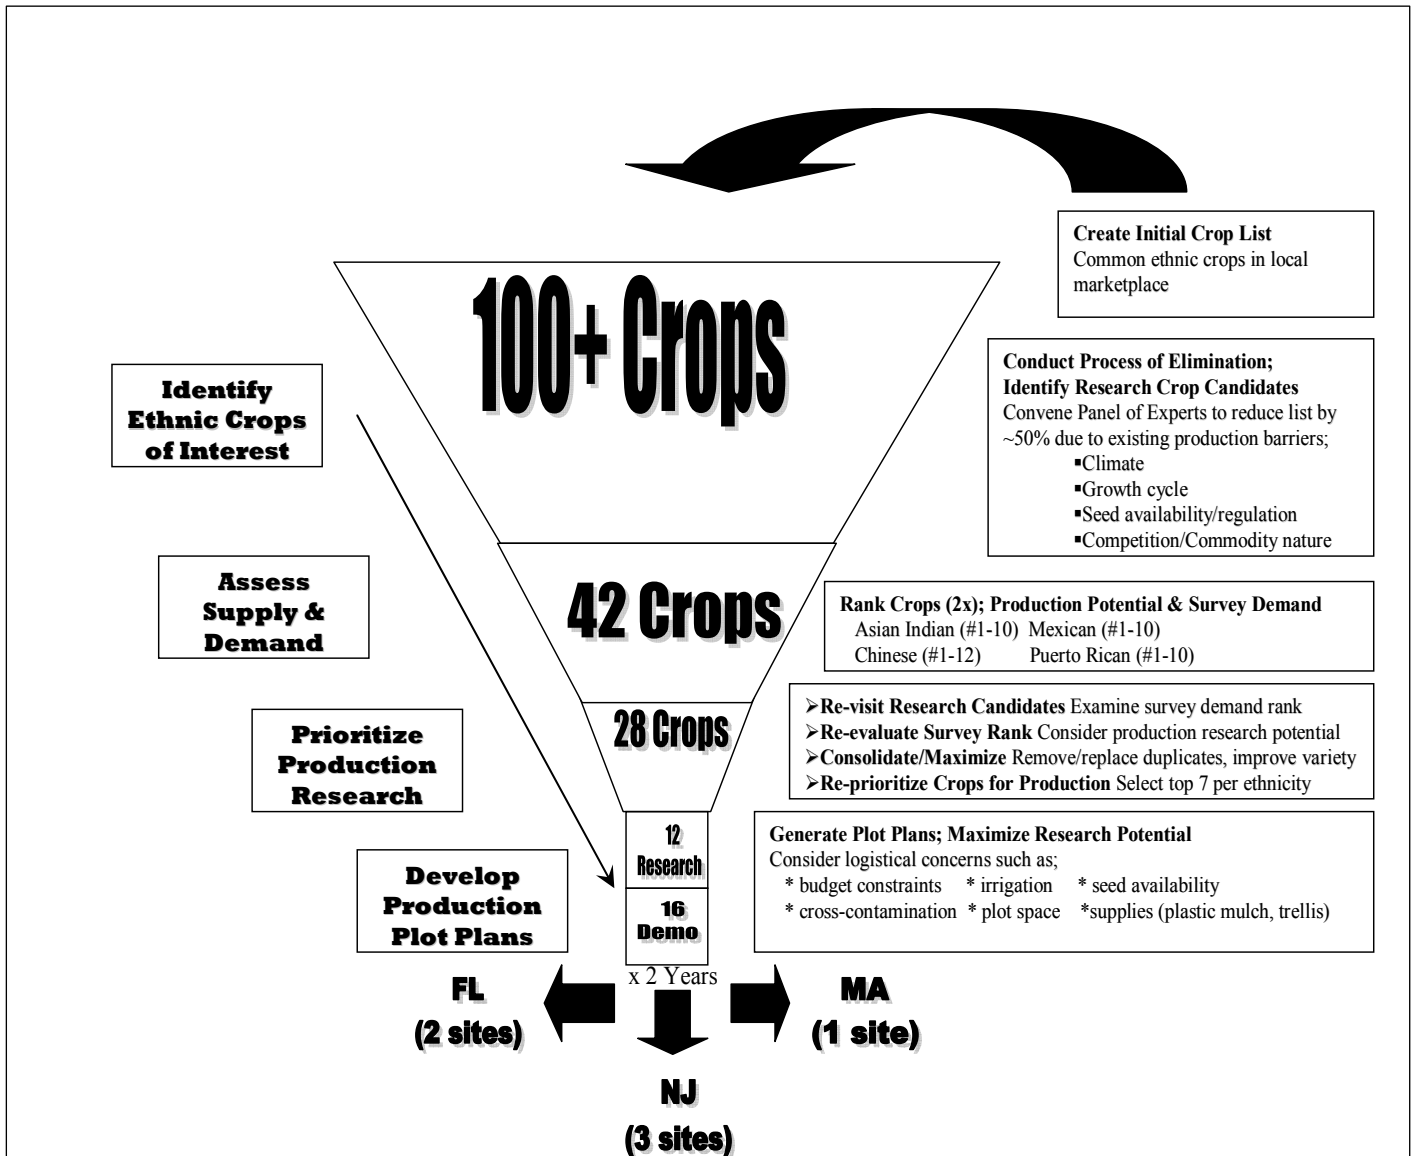 Create Initial Crop List
Common ethnic crops in local
marketplace
100+ Crops
Conduct Process of Elimination;
Identify Research Crop Candidates
Convene Panel of Experts to reduce list by
~50% due to existing production barriers;
▪Climate
▪Growth cycle
▪Seed availability/regulation
▪Competition/Commodity nature
Identify
Ethnic Crops
of Interest
Assess
Supply &
Demand
42 Crops
Rank Crops (2x); Production Potential & Survey Demand
Asian Indian (#1-10) Mexican (#1-10)
Chinese (#1-12) Puerto Rican (#1-10)
Prioritize
Production
Research
28 Crops
➢Re-visit Research Candidates Examine survey demand rank
➢Re-evaluate Survey Rank Consider production research potential
➢Consolidate/Maximize Remove/replace duplicates, improve variety
➢Re-prioritize Crops for Production Select top 7 per ethnicity
Develop
Production
Plot Plans
12
Research
16
Demo
x 2 Years
Generate Plot Plans; Maximize Research Potential
Consider logistical concerns such as;
* budget constraints * irrigation * seed availability
* cross-contamination * plot space *supplies (plastic mulch, trellis)
FL
(2 sites)
MA
(1 site)
NJ
(3 sites)